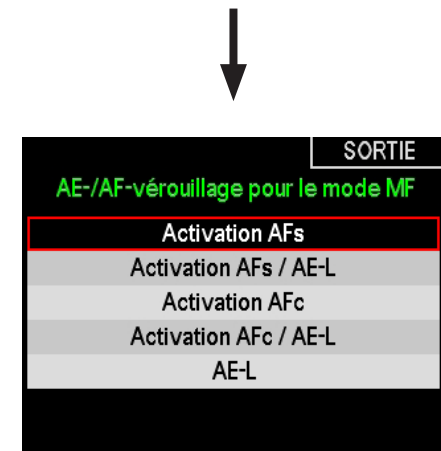 SORTIE
AE-/AF-vérouillage pour le mode MF
Activation AFs
Activation AFs / AE-L
Activation AFc
Activation AFc / AE-L
AE-L